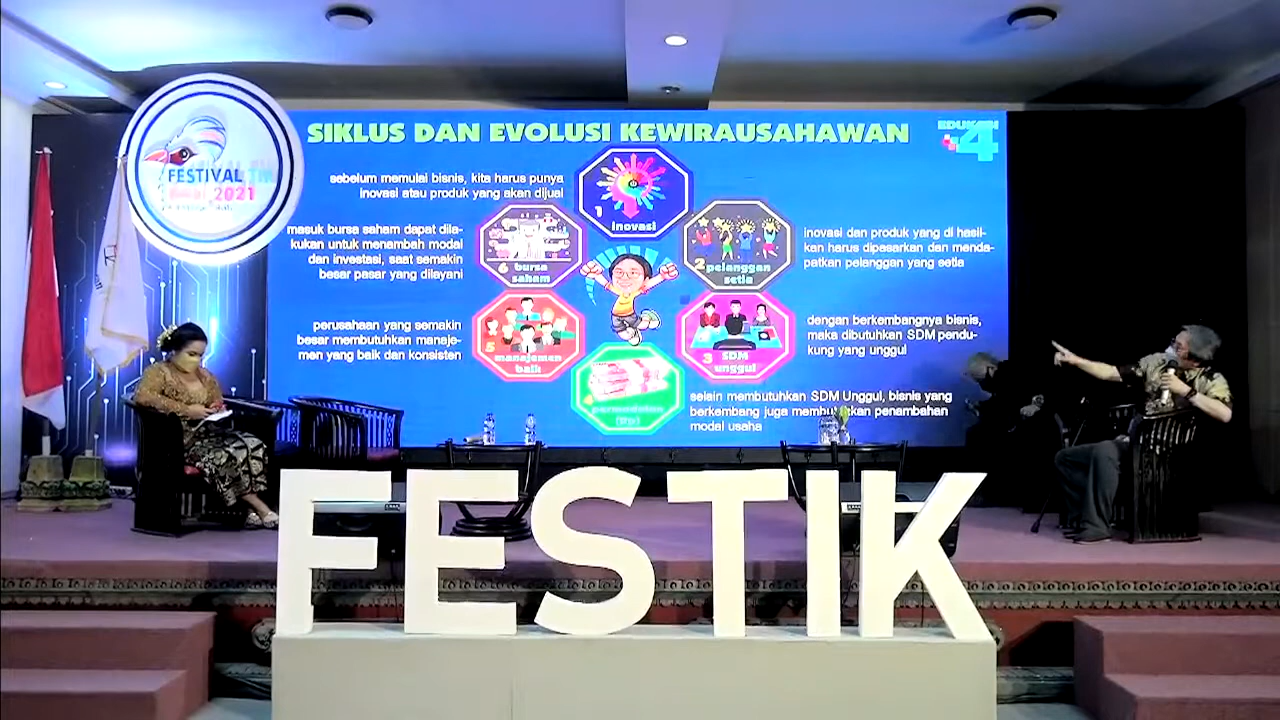 SIKLUS DAN EVOLUSI KEWIRAUSAHAWAN
4
FESTIVAL TIK
2021
sebelum memulai bisnis, kita harus punya
inovasi atau produk yang akan dijual
1
inovasi
masuk bursa saham dapat dila-
kukan untuk menambah modal
dan investasi, saat semakin
besar pasar yang dilayani
6 bursa
saham
2 pelanggan
setia
inovasi dan produk yang di hasil-
kan harus dipasarkan dan menda-
patkan pelanggan yang setia
perusahaan yang semakin
besar membutuhkan manaje-
men yang baik dan konsisten
5
manajemen
baik
3 SDM
unggul
dengan berkembangnya bisnis,
maka dibutuhkan SDM pendu-
kung yang unggul
4
selain membutuhkan SDM Unggul, bisnis yang
berkembang juga membutuhkan penambahan
modal usaha
FESTIK